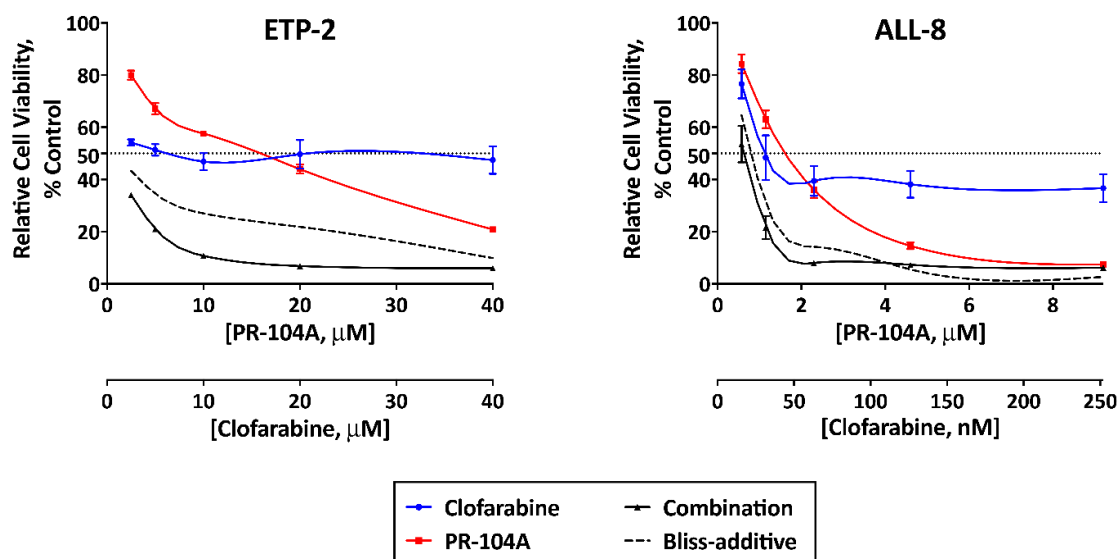 ETP-2
Relative Cell Viability,
% Control
100
80
60
50
40
20
0
0 10 20 30 40
[PR-104A, μM]
0 10 20 30 40
[Clofarabine, μM]
ALL-8
Relative Cell Viability,
% Control
100
80
60
50
40
20
0
0 2 4 6 8
[PR-104A, μM]
0 50 100 150 200 250
[Clofarabine, nM]
Clofarabine
Combination
PR-104A
Bliss-additive